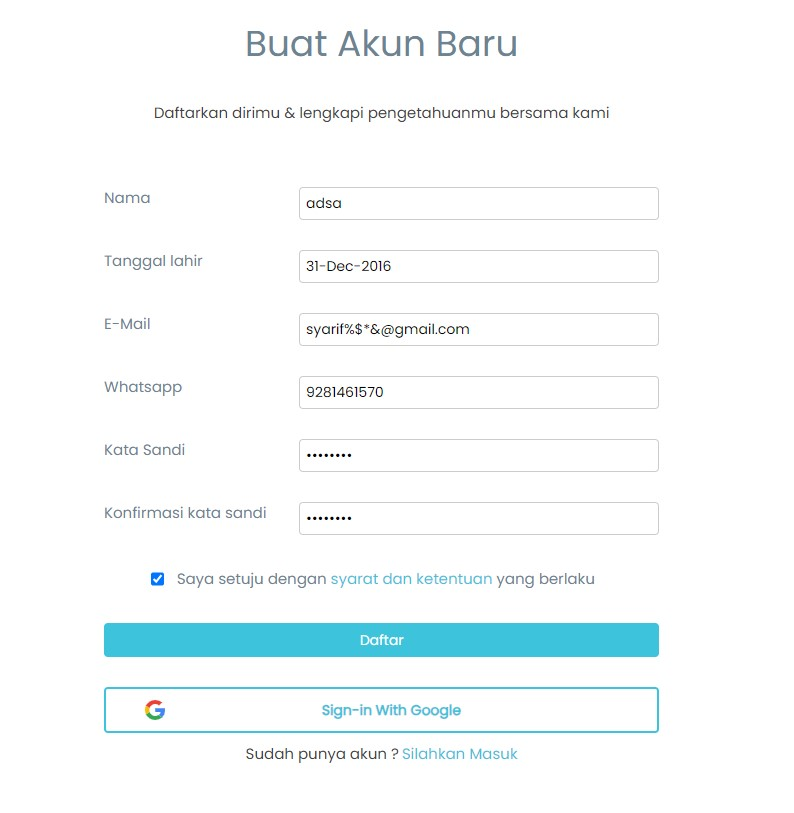 Buat Akun Baru
Daftarkan dirimu & lengkapi pengetahuanmu bersama kami
Nama
adsa
Tanggal lahir
31-Dec-2016
E-Mail
syarif%$*&@gmail.com
Whatsapp
9281461570
Kata Sandi
••••••••
Konfirmasi kata sandi
••••••••
Saya setuju dengan syarat dan ketentuan yang berlaku
Daftar
Sign-in With Google
Sudah punya akun ? Silahkan Masuk